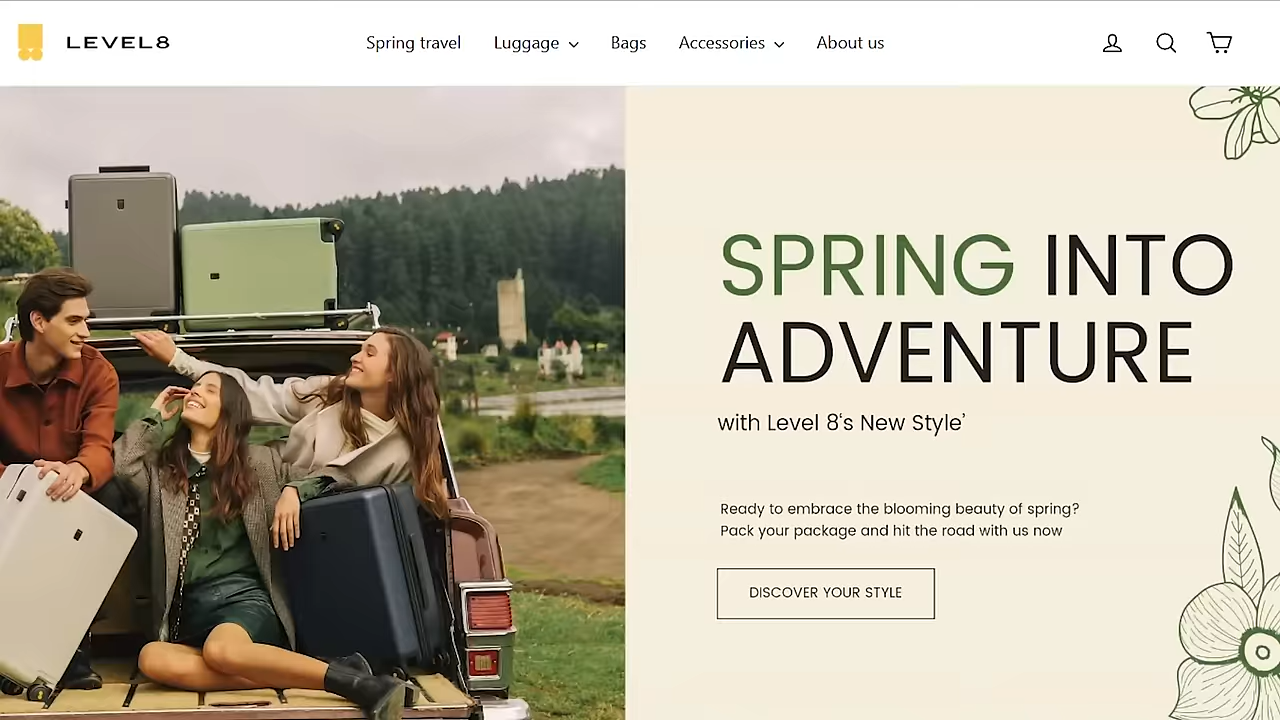 LEVEL8
Spring travel
Luggage
Bags
Accessories
About us
SPRING INTO
ADVENTURE
with Level 8‘s New Style’
Ready to embrace the blooming beauty of spring?
Pack your package and hit the road with us now
DISCOVER YOUR STYLE